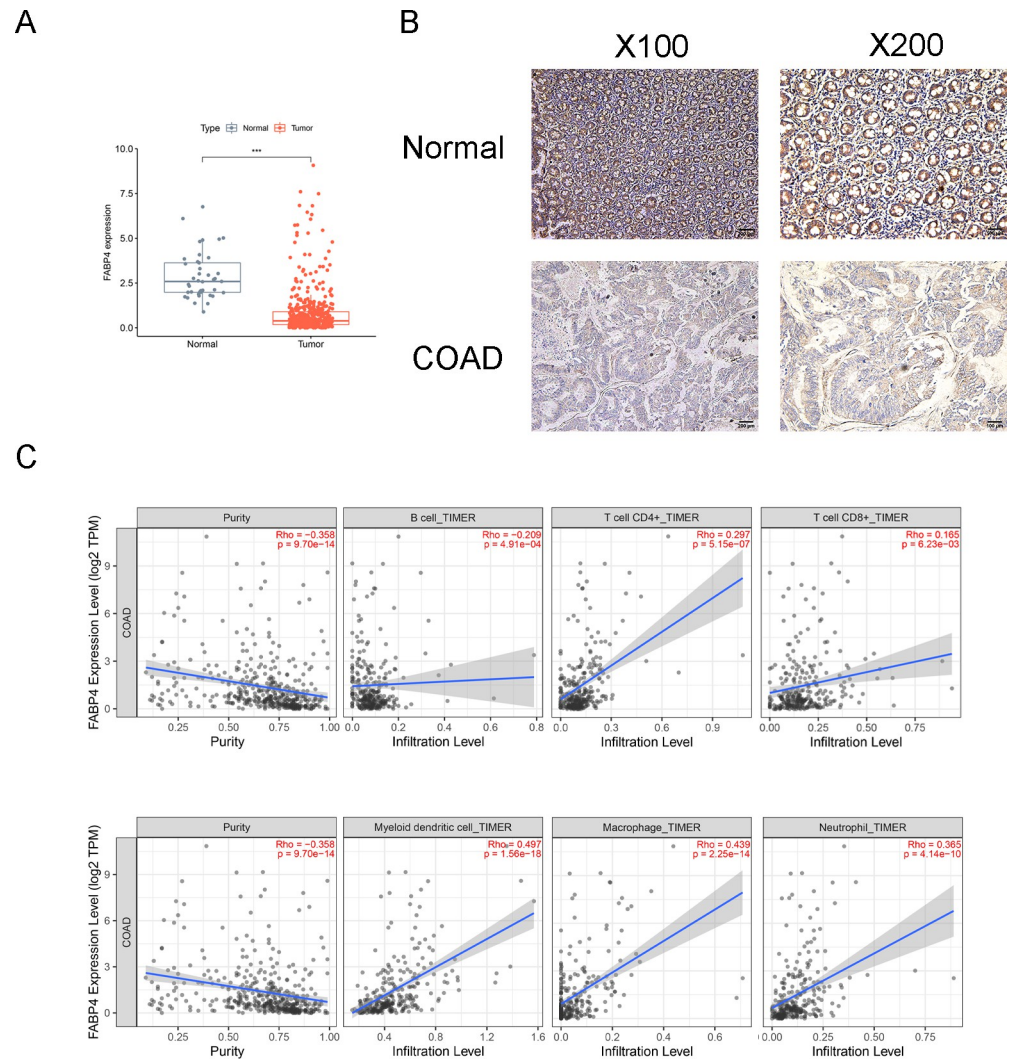 A
B
X100
X200
Normal
COAD
Type Normal Tumor
***
FABP4 expression
10.0
7.5
5.0
2.5
0.0
Normal
Tumor
200 µm
100 µm
C
FABP4 Expression Level (log2 TPM)
COAD
Purity
B cell_TIMER
T cell CD4+_TIMER
T cell CD8+_TIMER
Rho = −0.358
p = 9.70e−14
Rho = −0.209
p = 4.91e−04
Rho = 0.297
p = 5.15e−07
Rho = 0.165
p = 6.23e−03
9
6
3
0
0.25 0.50 0.75 1.00
0.0 0.2 0.4 0.6 0.8
0.0 0.3 0.6 0.9
0.00 0.25 0.50 0.75
Purity
Infiltration Level
Infiltration Level
Infiltration Level
FABP4 Expression Level (log2 TPM)
COAD
Purity
Myeloid dendritic cell_TIMER
Macrophage_TIMER
Neutrophil_TIMER
Rho = −0.358
p = 9.70e−14
Rho = 0.497
p = 1.56e−18
Rho = 0.439
p = 2.25e−14
Rho = 0.365
p = 4.14e−10
9
6
3
0
0.25 0.50 0.75 1.00
0.4 0.8 1.2 1.6
0.0 0.2 0.4 0.6
0.00 0.25 0.50 0.75
Purity
Infiltration Level
Infiltration Level
Infiltration Level